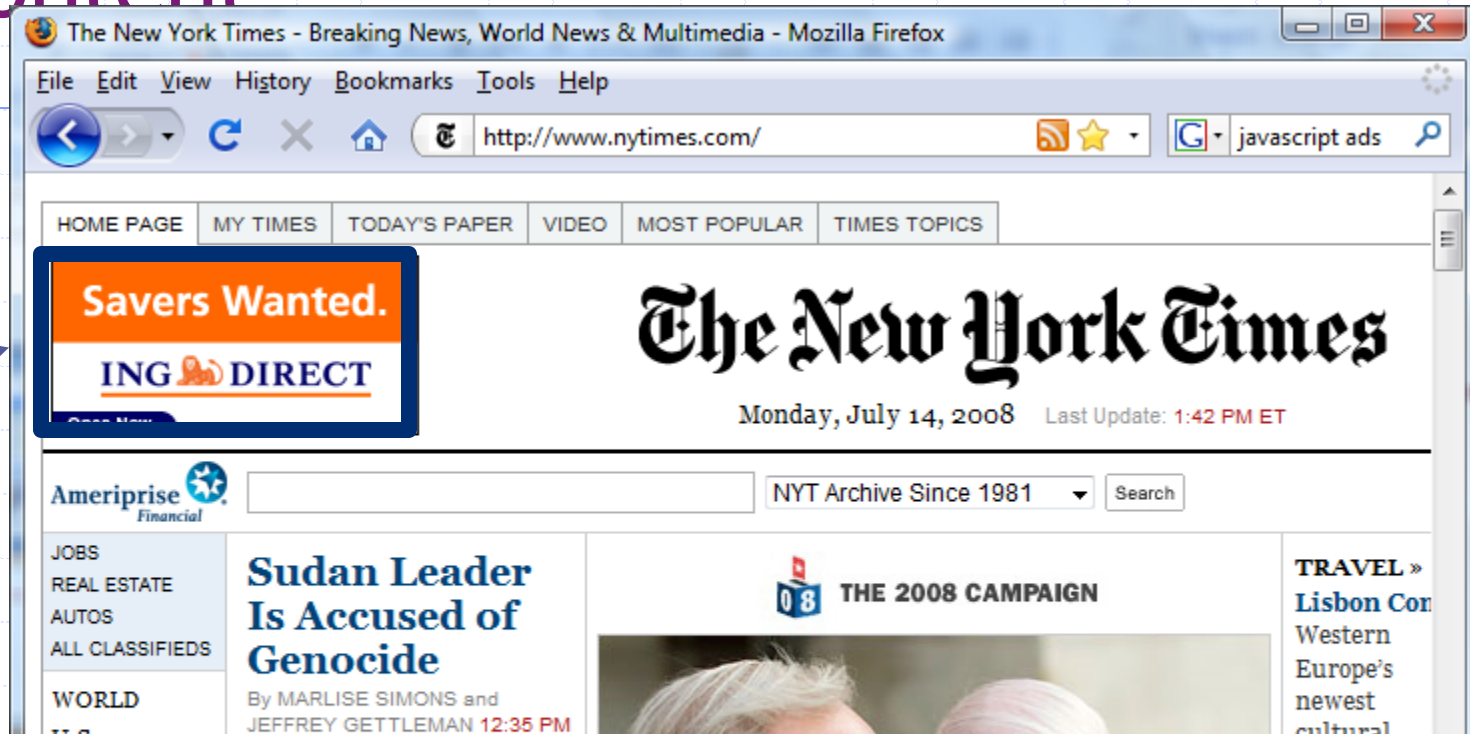 The New York Times - Breaking News, World News & Multimedia - Mozilla Firefox
File Edit View History Bookmarks Tools Help
http://www.nytimes.com/
G javascript ads
HOME PAGE MY TIMES TODAY'S PAPER VIDEO MOST POPULAR TIMES TOPICS
Savers Wanted.
ING DIRECT
The New York Times
Monday, July 14, 2008 Last Update: 1:42 PM ET
Ameriprise
Financial
NYT Archive Since 1981 Search
JOBS
REAL ESTATE
AUTOS
ALL CLASSIFIEDS
WORLD
Sudan Leader
Is Accused of
Genocide
By MARLISE SIMONS and
JEFFREY GETTLEMAN 12:35 PM
08 THE 2008 CAMPAIGN
TRAVEL »
Lisbon
Western
Europe's
newest
cultural